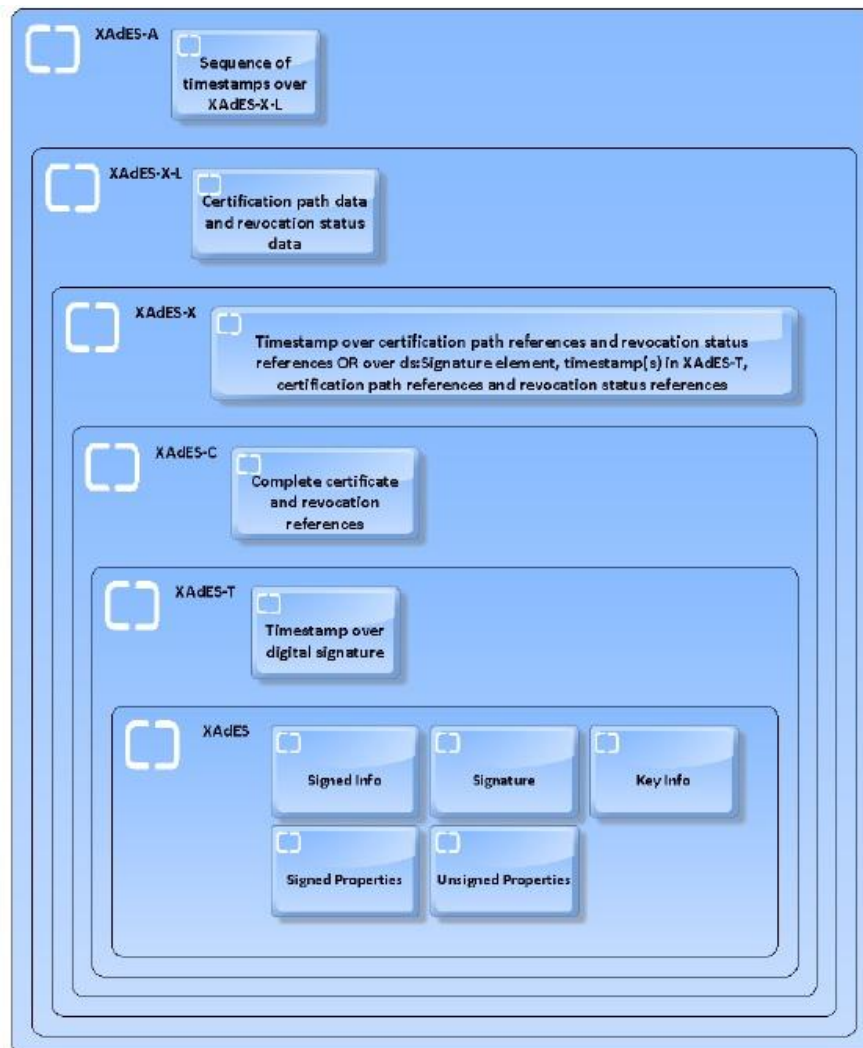 XAdES-A
Sequence of
timestamps over
XAdES-X-L
XAdES-X-L
Certification path data
and revocation status
data
XAdES-X
Timestamp over certification path references and revocation status
references OR over ds:Signature element, timestamp(s) in XAdES-T,
certification path references and revocation status references
XAdES-C
Complete certificate
and revocation
references
XAdES-T
Timestamp over
digital signature
XAdES
Signed Info
Signature
Key Info
Signed Properties
Unsigned Properties